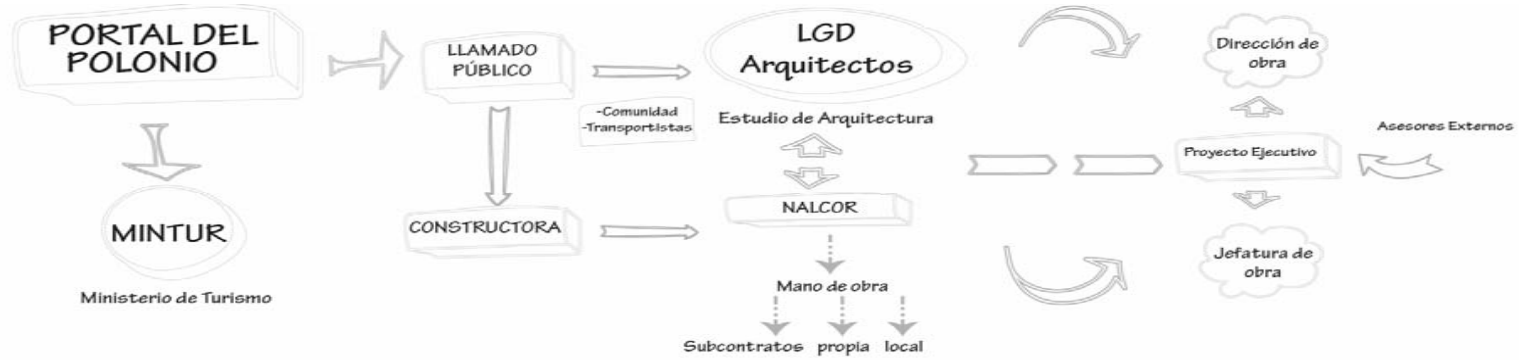 PORTAL DEL
POLONIO
MINTUR
Ministerio de Turismo
LLAMADO
PÚBLICO
-Comunidad
-Transportistas
CONSTRUCTORA
LGD
Arquitectos
Estudio de Arquitectura
NALCOR
Mano de obra
Subcontratos propia local
Dirección de
obra
Proyecto Ejecutivo
Asesores Externos
Jefatura de
obra